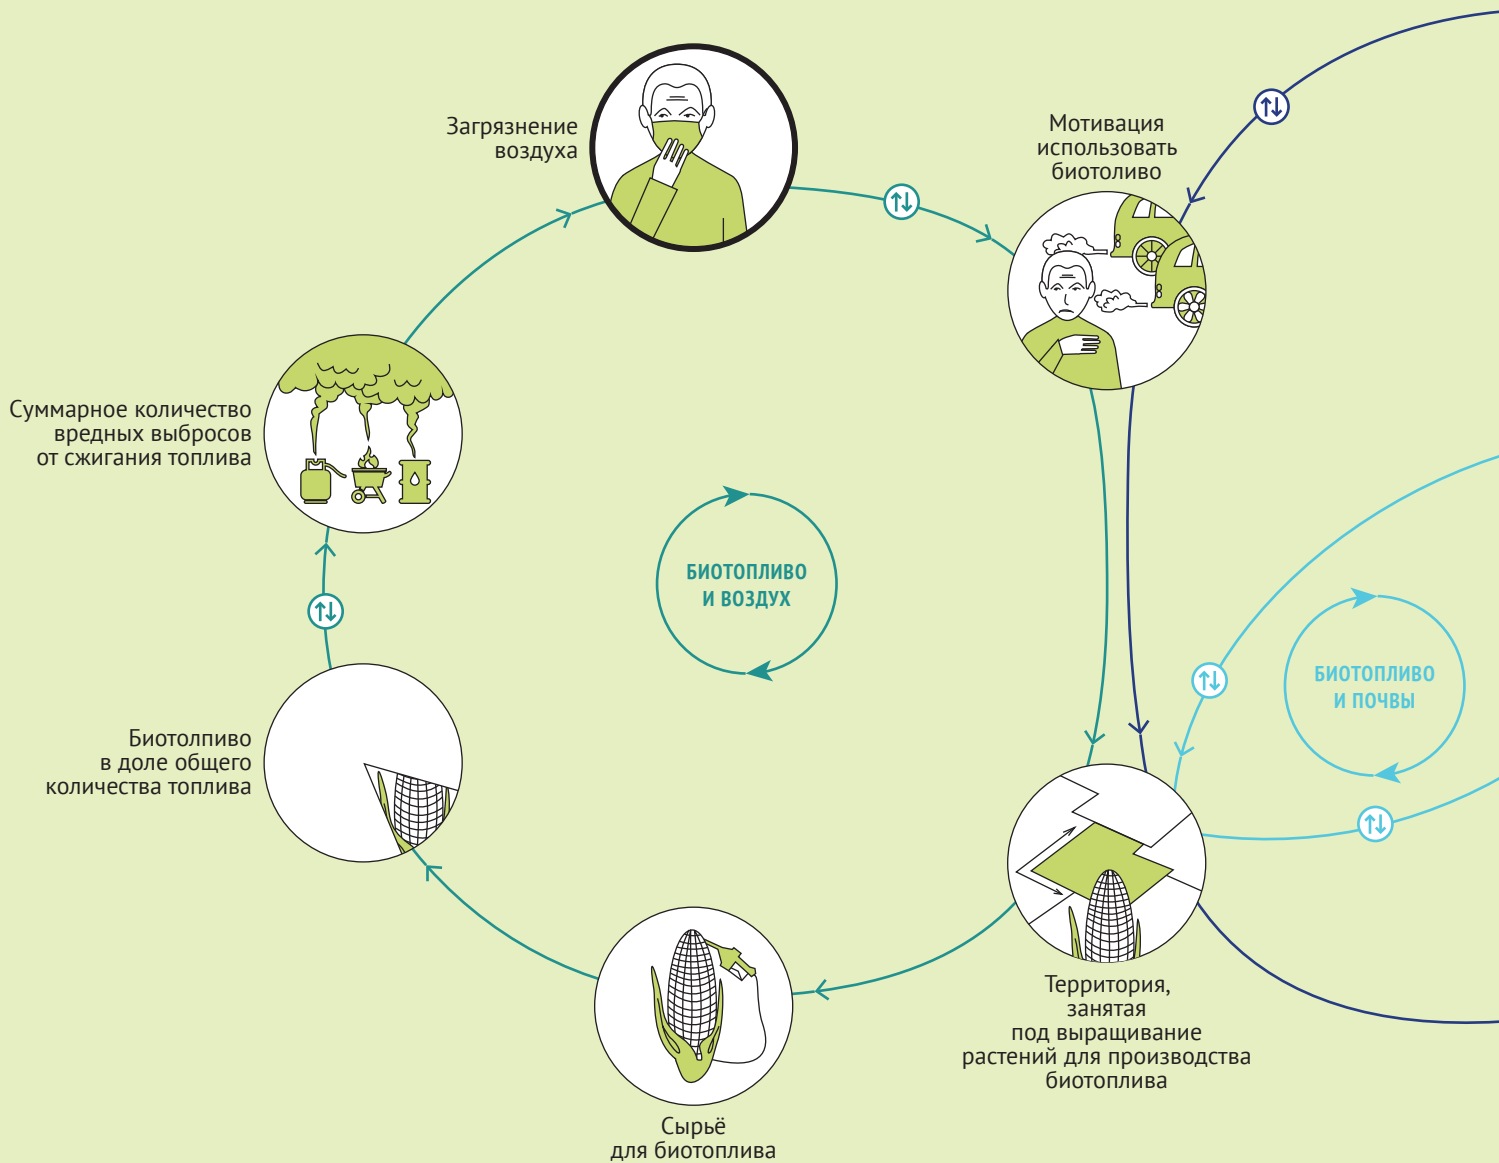 Загрязнение
воздуха
Мотивация
использовать
биотоливо
Суммарное количество
вредных выбросов
от сжигания топлива
БИОТОПЛИВО
И ВОЗДУХ
БИОТОПЛИВО
И ПОЧВЫ
Биотолпиво
в доле общего
количества топлива
Территория,
занятая
под выращивание
растений для производства
биотоплива
Сырьё
для биотоплива